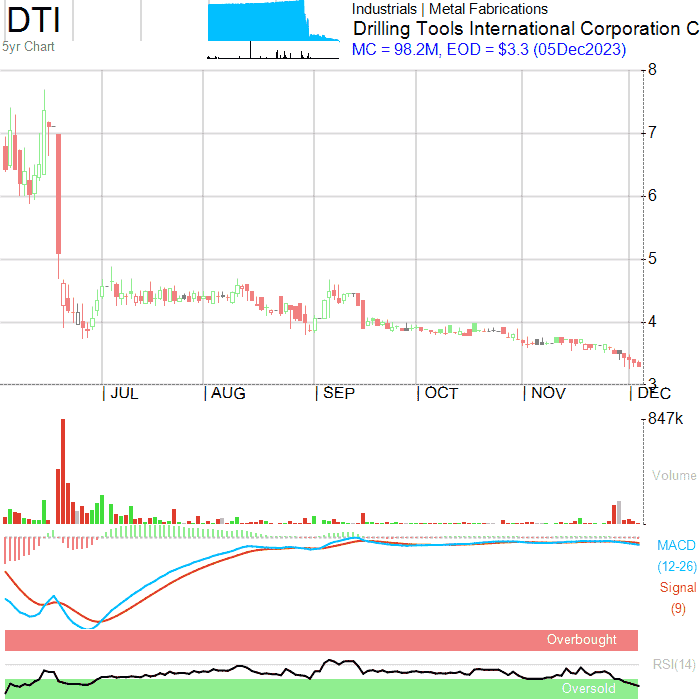 DTI
5yr Chart
Industrials | Metal Fabrications
Drilling Tools International Corporation C
MC = 98.2M, EOD = $3.3 (05Dec2023)
8
7
6
5
4
3
| JUL | AUG | SEP | OCT | NOV | DEC
847k
Volume
MACD
(12-26)
Signal
(9)
Overbought
RSI(14)
Oversold